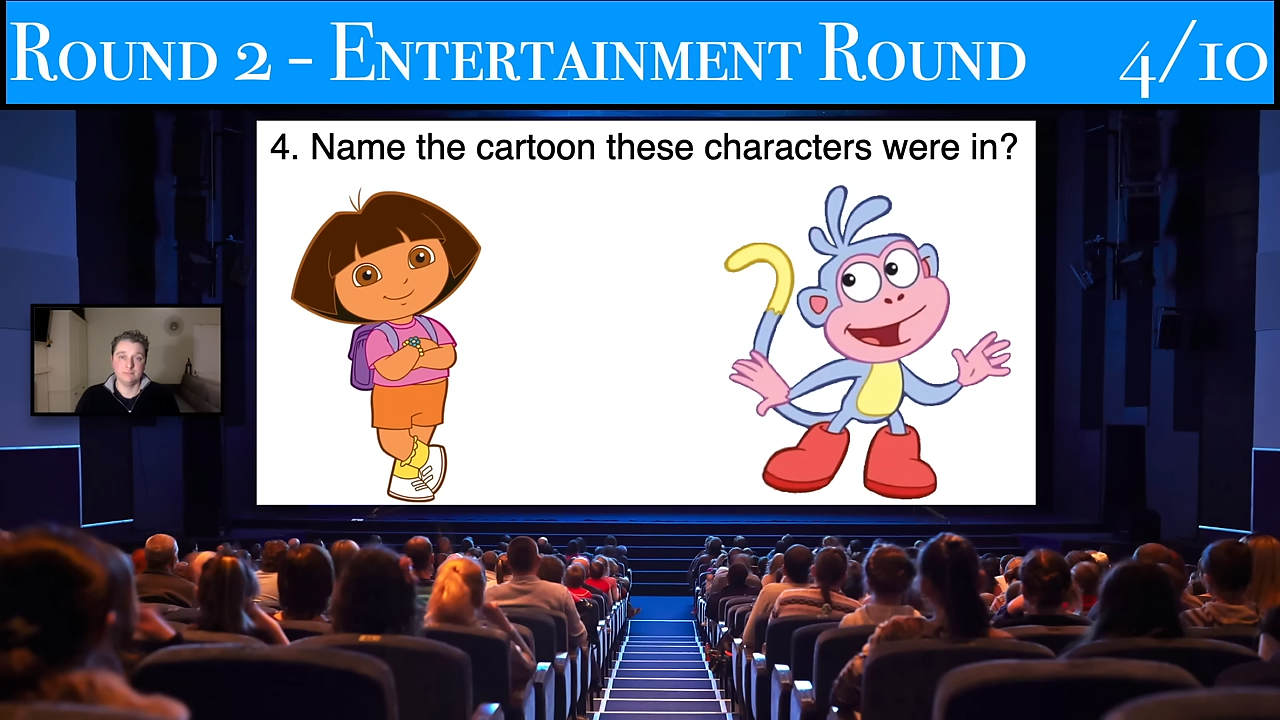 Round 2 - Entertainment Round 4/10
4. Name the cartoon these characters were in?